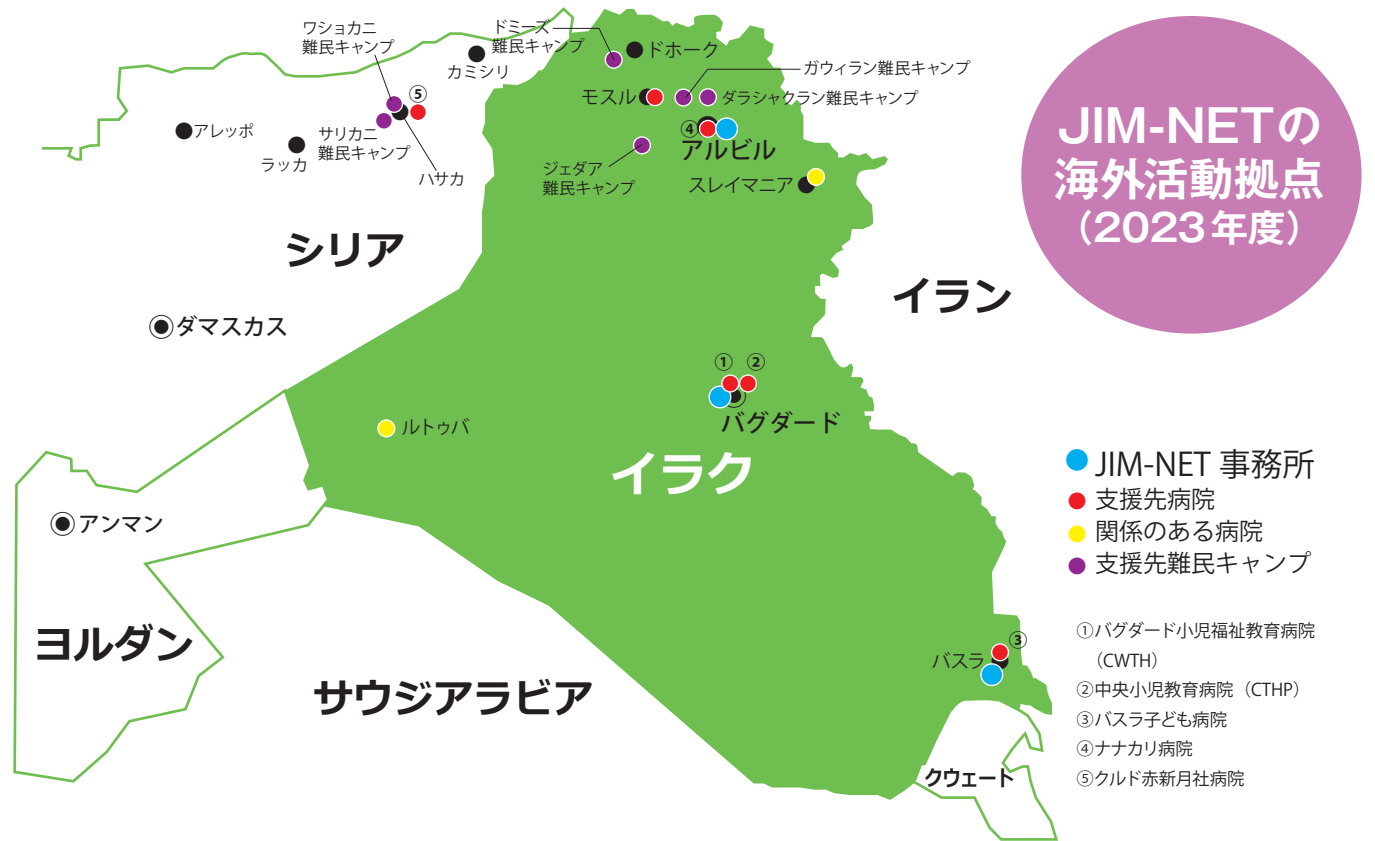 JIM-NETの
海外活動拠点
（2023年度）
ワショカニ
難民キャンプ
ドミーズ
難民キャンプ
カミシリ
ドホーク
ガウィラン難民キャンプ
⑤
モスル
ダラシャクラン難民キャンプ
アレッポ
ラッカ
サリカニ
難民キャンプ
ハサカ
④
アルビル
ジェダア
難民キャンプ
スレイマニア
シリア
イラン
ダマスカス
① ②
バグダード
ルトゥバ
イラク
アンマン
ヨルダン
サウジアラビア
③
バスラ
クウェート
JIM-NET 事務所
支援先病院
関係のある病院
支援先難民キャンプ
①バグダード小児福祉教育病院
（CWTH）
②中央小児教育病院（CTHP）
③バスラ子ども病院
④ナナカリ病院
⑤クルド赤新月社病院